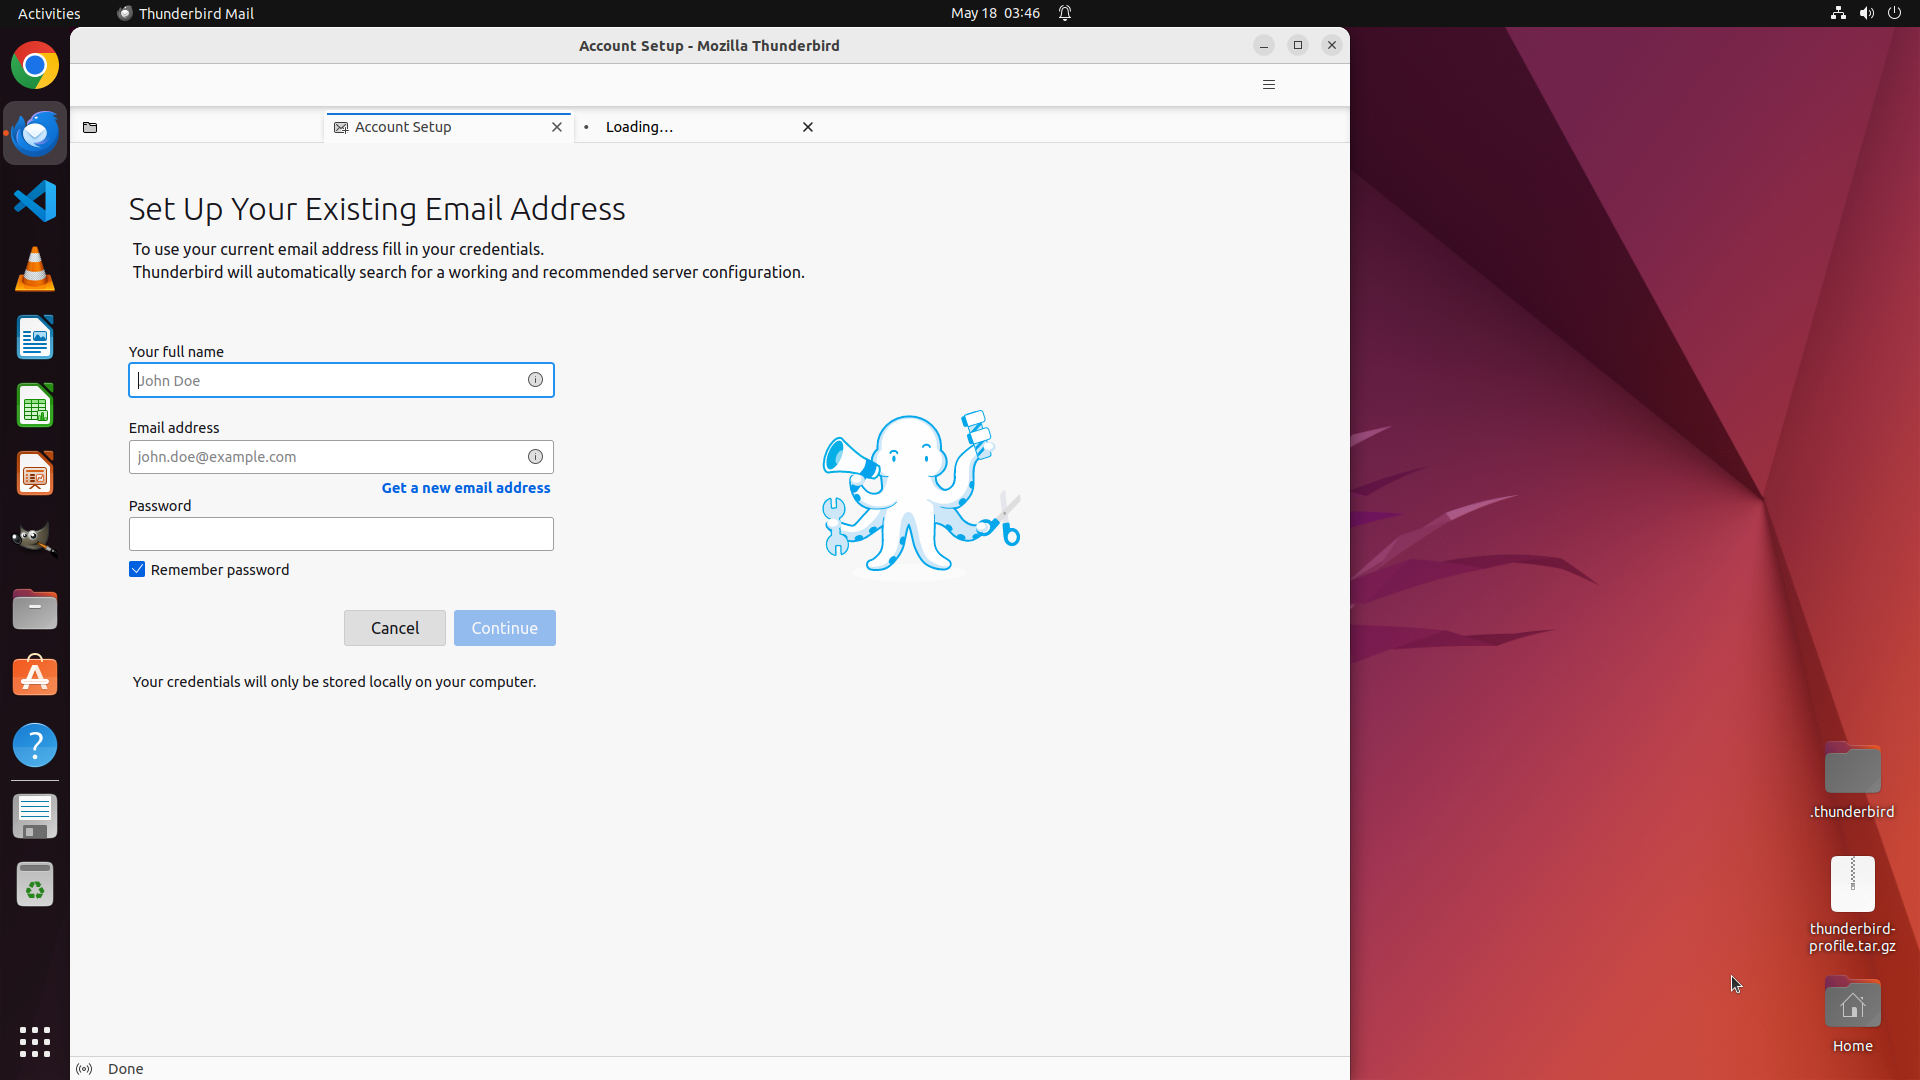 Activities
Thunderbird Mail
May 18 03:46
Account Setup - Mozilla Thunderbird
Account Setup
Loading…
Set Up Your Existing Email Address
To use your current email address fill in your credentials.
Thunderbird will automatically search for a working and recommended server configuration.
Your full name
John Doe
Email address
john.doe@example.com
Get a new email address
Password
Remember password
Cancel
Continue
Your credentials will only be stored locally on your computer.
.thunderbird
thunderbird-
profile.tar.gz
Home
Done